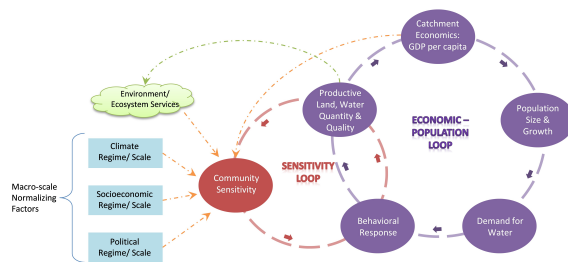 Catchment
Economics:
GDP per capita
Environment/
Ecosystem Services
Productive
Land, Water
Quantity &
Quality
ECONOMIC –
POPULATION
LOOP
Population
Size &
Growth
Climate
Regime/ Scale
Macro-scale
Normalizing
Factors
Socioeconomic
Regime/ Scale
Political
Regime/ Scale
Community
Sensitivity
SENSITIVITY
LOOP
Behavioral
Response
Demand for
Water